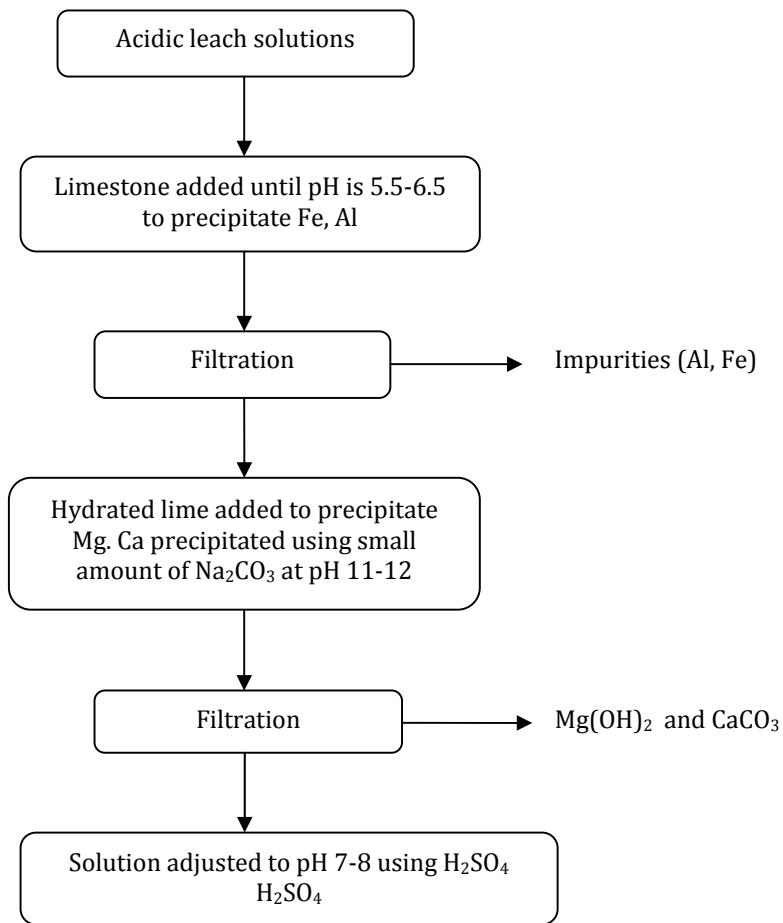 Acidic leach solutions
Limestone added until pH is 5.5-6.5
to precipitate Fe, Al
Filtration
Impurities (Al, Fe)
Hydrated lime added to precipitate
Mg. Ca precipitated using small
amount of Na₂CO₃ at pH 11-12
Filtration
Mg(OH)₂ and CaCO₃
Solution adjusted to pH 7-8 using H₂SO₄
H₂SO₄